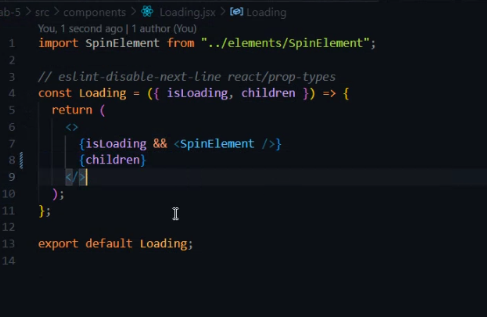 ab-5 > src > components > Loading.jsx > Loading
You, 1 second ago | 1 author (You)
1 import SpinElement from "../elements/SpinElement";
2
3 // eslint-disable-next-line react/prop-types
4 const Loading = ({ isLoading, children }) => {
5 return (
6 <>
7 {isLoading && <SpinElement />}
8 {children}
9 </>
10 );
11 };
12
13 export default Loading;
14